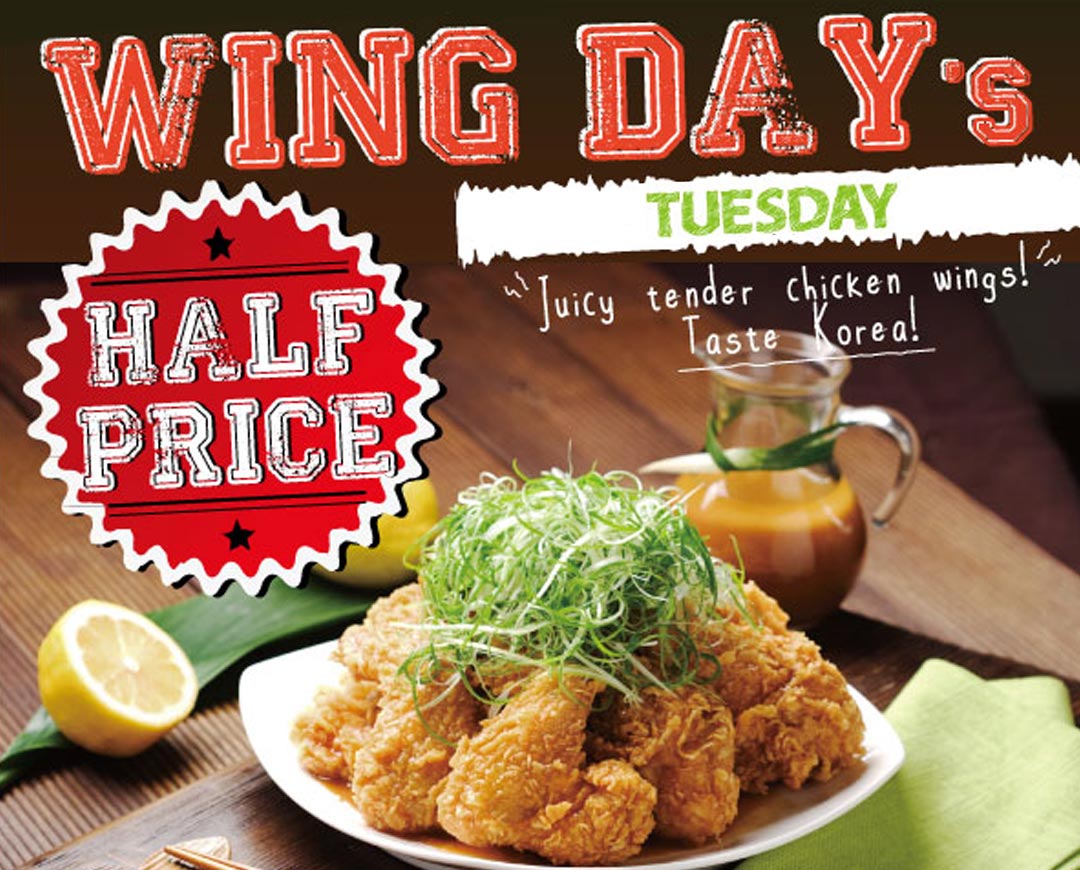 WING DAY's
TUESDAY
HALF
PRICE
"Juicy tender chicken wings!"
Taste Korea!